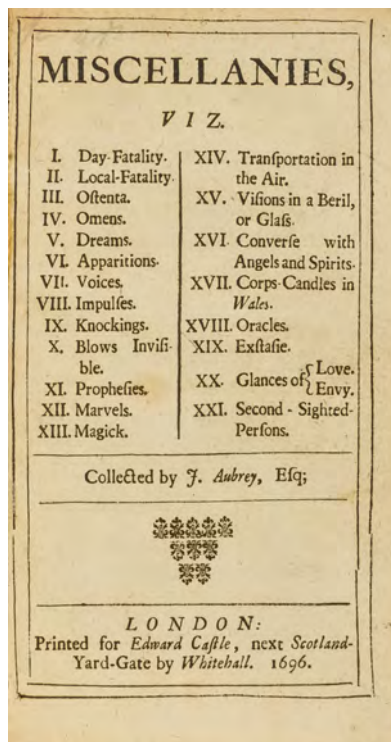 MISCELLANIES,
VIZ.
I. Day-Fatality.
II. Local-Fatality.
III. Oſtenta.
IV. Omens.
V. Dreams.
VI. Apparitions.
VII. Voices.
VIII. Impulſes.
IX. Knockings.
X. Blows Inviſi-
ble.
XI. Propheſies.
XII. Marvels.
XIII. Magick.
XIV. Tranſportation in
the Air.
XV. Viſions in a Beril,
or Glaſs.
XVI. Converſe with
Angels and Spirits.
XVII. Corps-Candles in
Wales.
XVIII. Oracles.
XIX. Exſtaſie.
XX. Glances of { Love.
Envy.
XXI. Second-Sighted-
Perſons.
Collected by J. Aubrey, Eſq;
LONDON:
Printed for Edward Caſtle, next Scotland-
Yard-Gate by Whitehall. 1696.